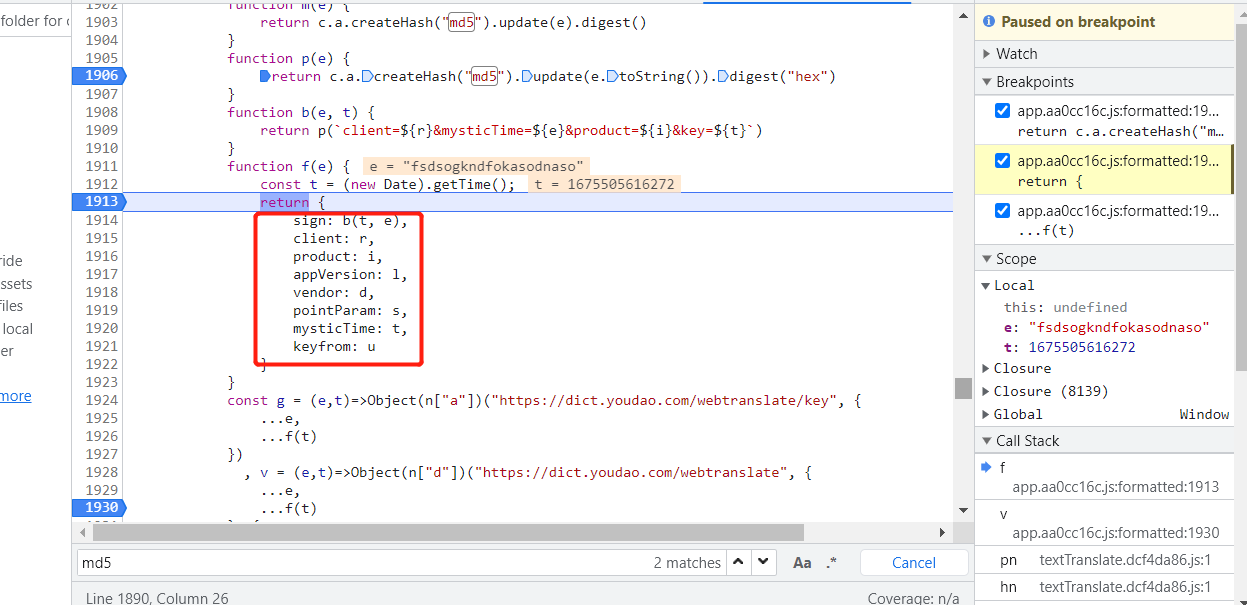 folder for c
ride
ssets
files
local
er
more
1902 function m(e) {
1903 return c.a.createHash("md5").update(e).digest()
1904 }
1905 function p(e) {
1906 return c.a.createHash("md5").update(e.toString()).digest("hex")
1907 }
1908 function b(e, t) {
1909 return p(`client=${r}&mysticTime=${e}&product=${i}&key=${t}`)
1910 }
1911 function f(e) { e = "fsdsogkndfokasodnaso"
1912 const t = (new Date).getTime(); t = 1675505616272
1913 return {
1914 sign: b(t, e),
1915 client: r,
1916 product: i,
1917 appVersion: l,
1918 vendor: d,
1919 pointParam: s,
1920 mysticTime: t,
1921 keyfrom: u
1922 }
1923 }
1924 const g = (e,t)=>Object(n["a"])("https://dict.youdao.com/webtranslate/key", {
1925 ...e,
1926 ...f(t)
1927 })
1928 , v = (e,t)=>Object(n["d"])("https://dict.youdao.com/webtranslate", {
1929 ...e,
1930 ...f(t)
md5 2 matches Aa .* Cancel
Line 1890, Column 26 Coverage: n/a
Paused on breakpoint
Watch
Breakpoints
app.aa0cc16c.js:formatted:19...
return c.a.createHash("m...
app.aa0cc16c.js:formatted:19...
return {
app.aa0cc16c.js:formatted:19...
...f(t)
Scope
Local
this: undefined
e: "fsdsogkndfokasodnaso"
t: 1675505616272
Closure
Closure (8139)
Global Window
Call Stack
f
app.aa0cc16c.js:formatted:1913
v
app.aa0cc16c.js:formatted:1930
pn textTranslate.dcf4da86.js:1
hn textTranslate.dcf4da86.js:1